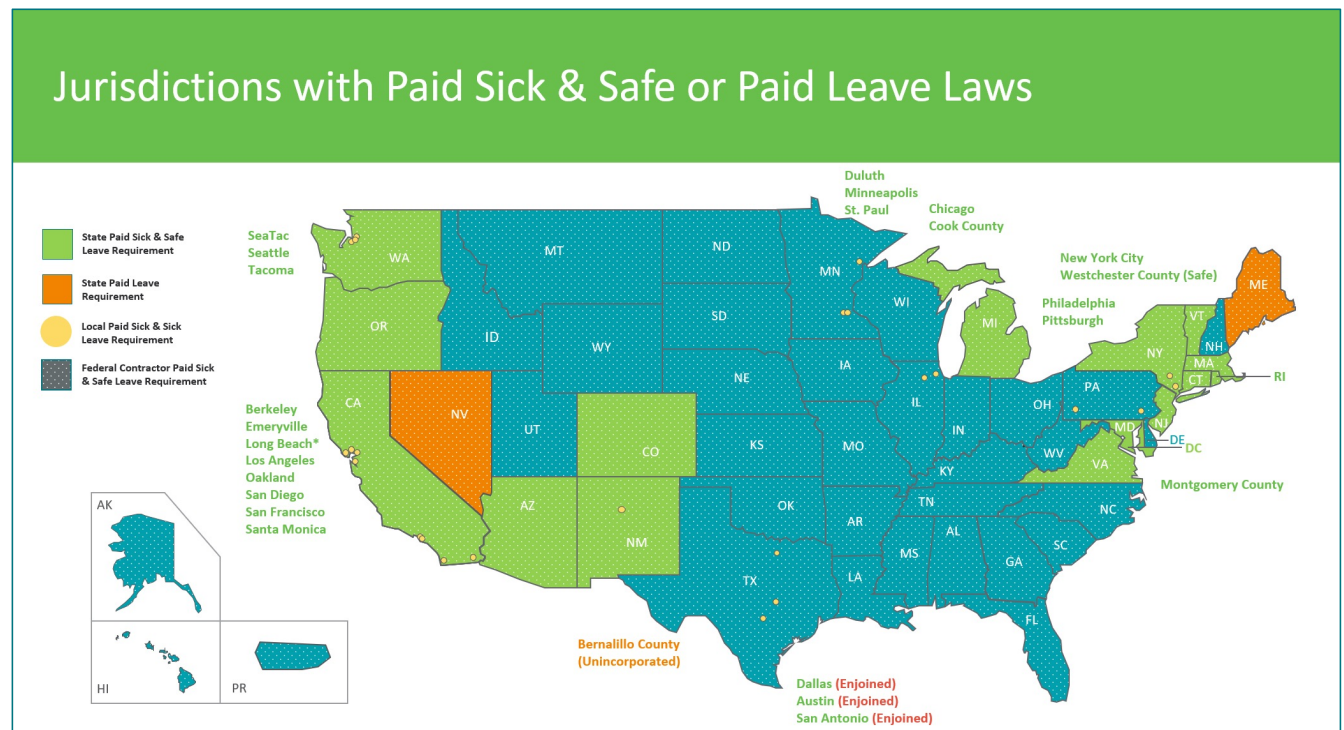 Jurisdictions with Paid Sick & Safe or Paid Leave Laws
State Paid Sick & Safe
Leave Requirement
State Paid Leave
Requirement
Local Paid Sick & Sick
Leave Requirement
Federal Contractor Paid Sick
& Safe Leave Requirement
SeaTac
Seattle
Tacoma
Duluth
Minneapolis
St. Paul
Chicago
Cook County
New York City
Westchester County (Safe)
Philadelphia
Pittsburgh
Berkeley
Emeryville
Long Beach*
Los Angeles
Oakland
San Diego
San Francisco
Santa Monica
Montgomery County
Bernalillo County
(Unincorporated)
Dallas (Enjoined)
Austin (Enjoined)
San Antonio (Enjoined)
WA
OR
CA
NV
ID
MT
WY
UT
AZ
CO
NM
ND
SD
NE
KS
OK
TX
MN
IA
MO
AR
LA
WI
IL
MI
IN
OH
KY
TN
MS
AL
GA
FL
SC
NC
VA
WV
PA
NY
VT
NH
ME
MA
CT
RI
NJ
MD
DE
DC
AK
HI
PR